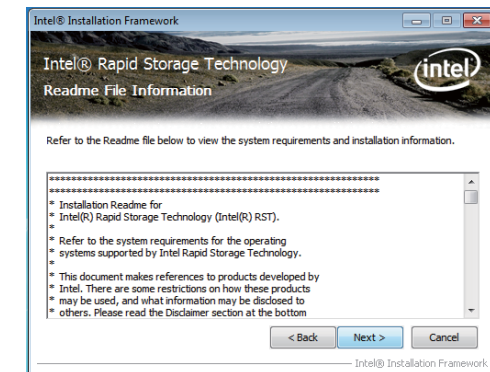 Intel® Installation Framework
Intel® Rapid Storage Technology
Readme File Information
intel
Refer to the Readme file below to view the system requirements and installation information.
************************************************************
************************************************************
* Installation Readme for
* Intel(R) Rapid Storage Technology (Intel(R) RST).
*
* Refer to the system requirements for the operating
* systems supported by Intel Rapid Storage Technology.
*
* This document makes references to products developed by
* Intel. There are some restrictions on how these products
* may be used, and what information may be disclosed to
* others. Please read the Disclaimer section at the bottom
< Back Next > Cancel
Intel® Installation Framework